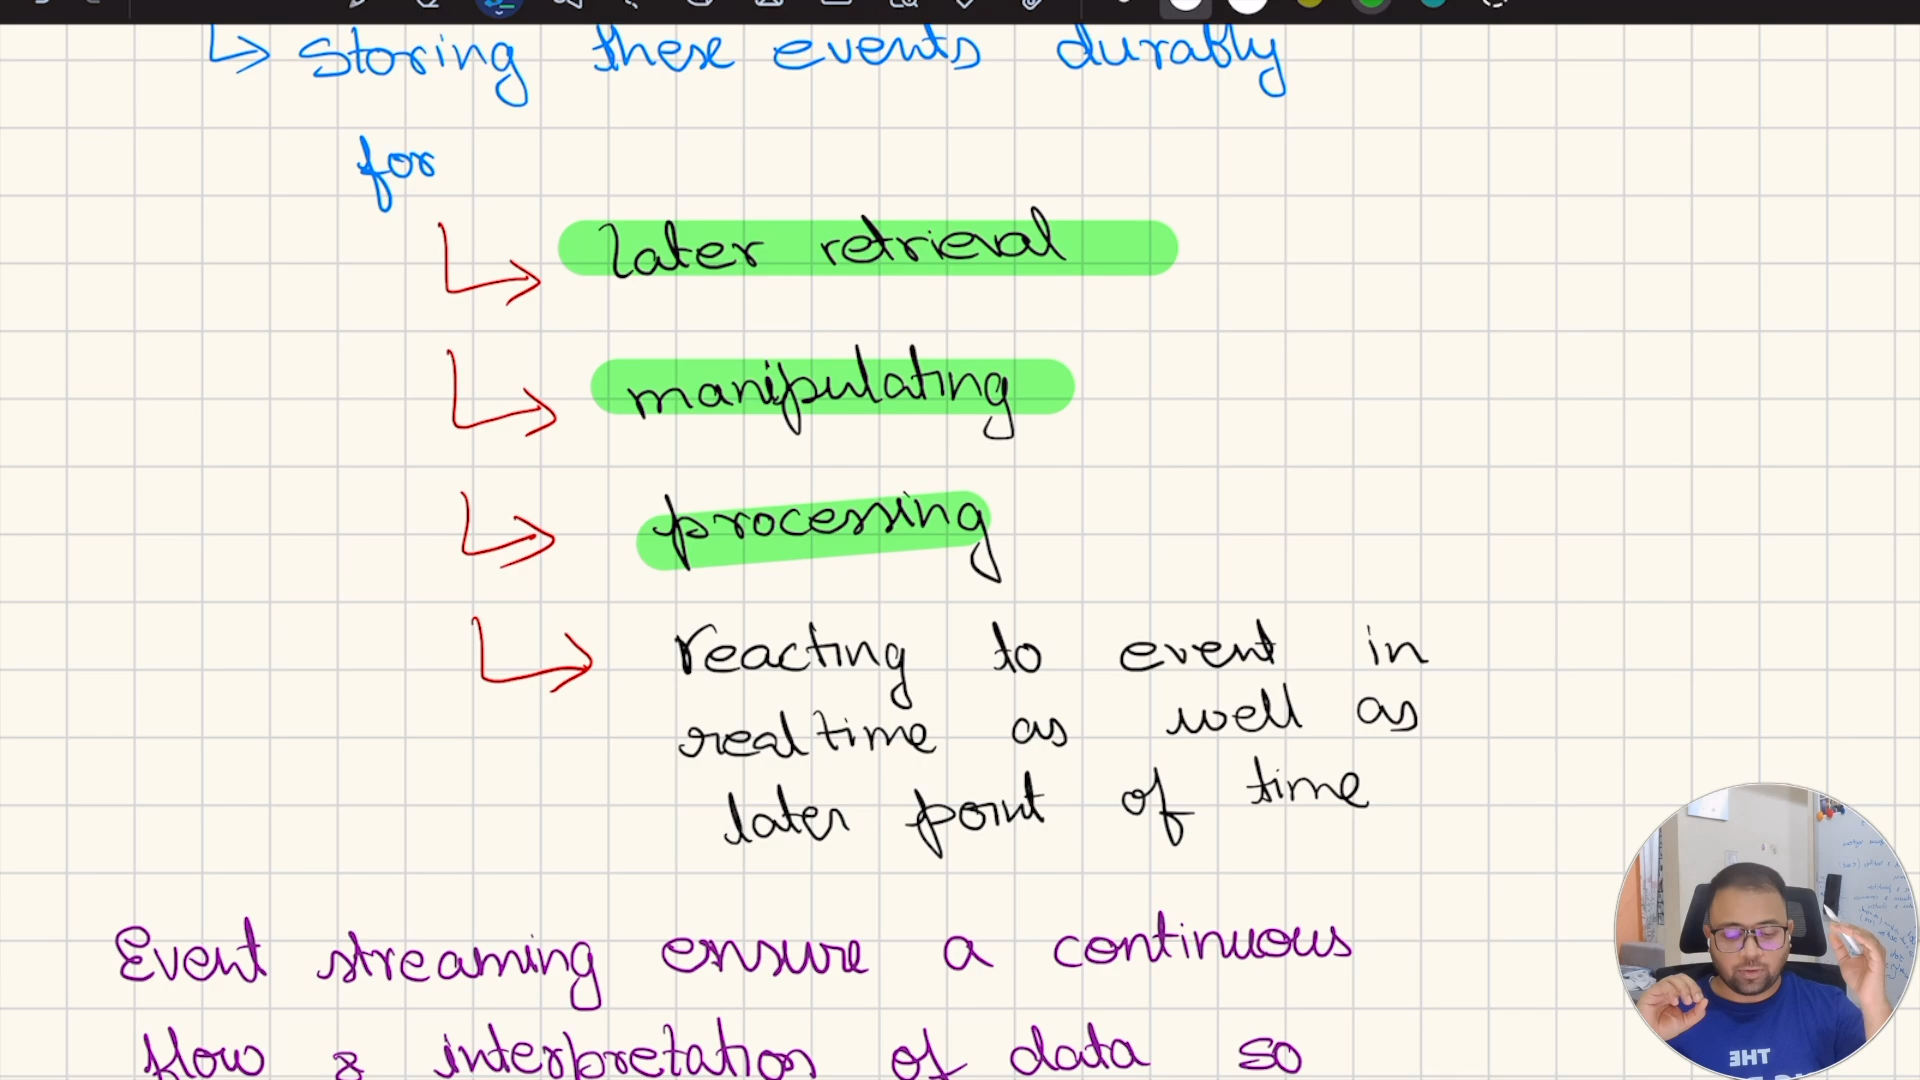 ↳ storing these events durably
for
↳ later retrieval
↳ manipulating
↳ processing
↳ reacting to event in
realtime as well as
later point of time
Event streaming ensure a continuous
flow & interpretation of data so
THE